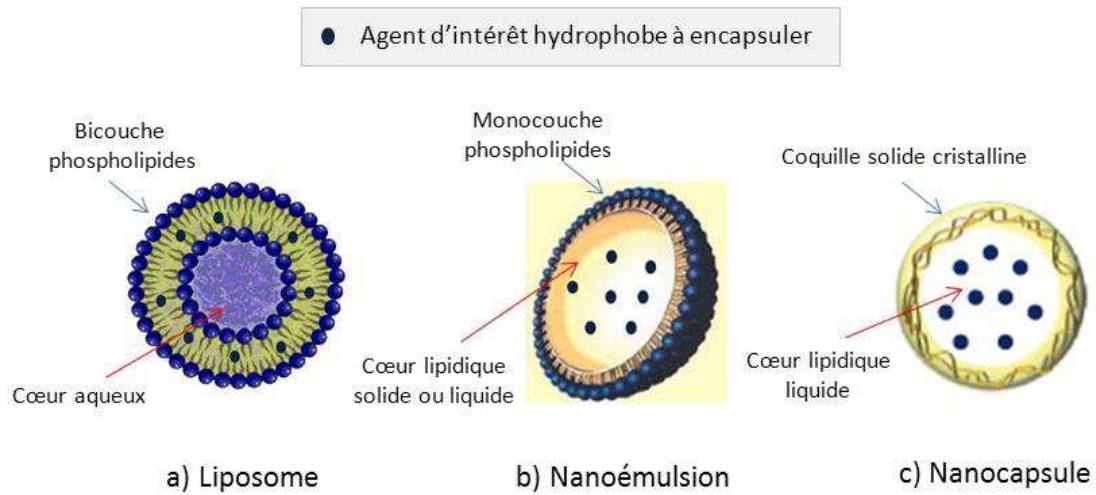 Agent d'intérêt hydrophobe à encapsuler
Bicouche
phospholipides
Cœur aqueux
a) Liposome
Monocouche
phospholipides
Cœur lipidique
solide ou liquide
b) Nanoémulsion
Coquille solide cristalline
Cœur lipidique
liquide
c) Nanocapsule